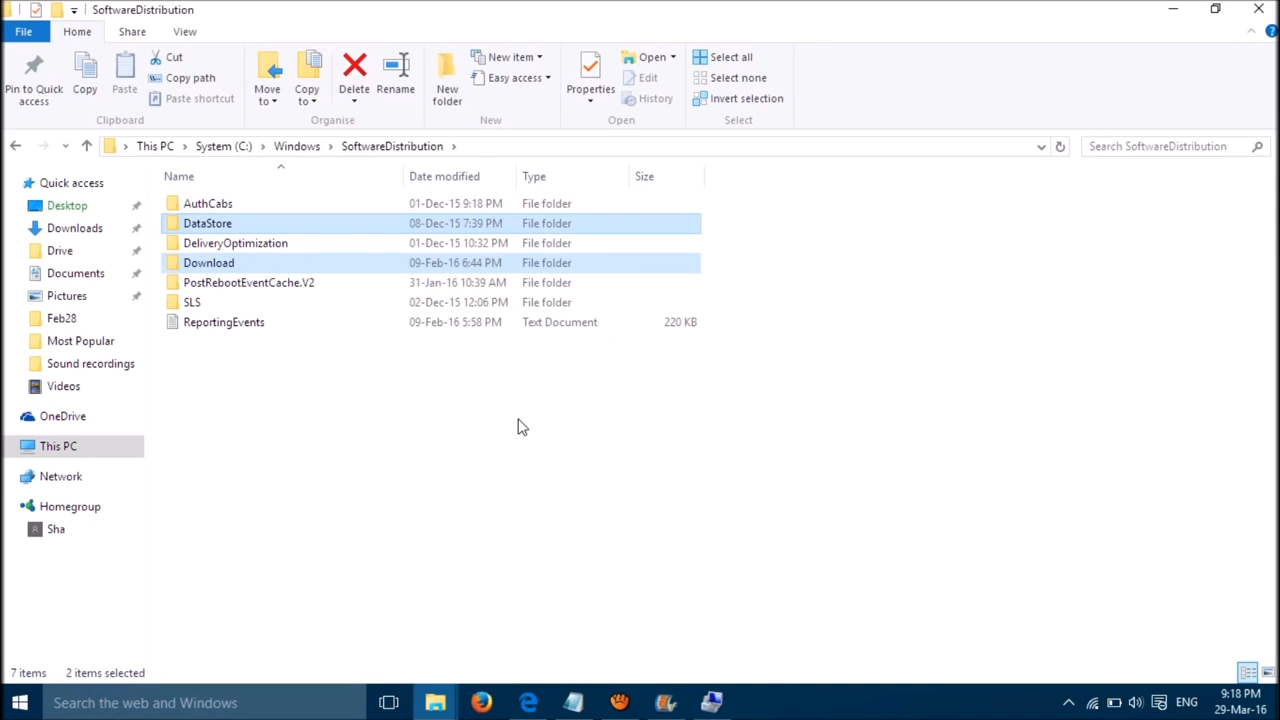 SoftwareDistribution
File Home Share View
Pin to Quick access
Copy
Paste
Cut
Copy path
Paste shortcut
Clipboard
Move to
Copy to
Delete
Rename
Organise
New folder
New item
Easy access
New
Properties
Open
Edit
History
Open
Select all
Select none
Invert selection
Select
This PC System (C:) Windows SoftwareDistribution
Search SoftwareDistribution
Name Date modified Type Size
AuthCabs 01-Dec-15 9:18 PM File folder
DataStore 08-Dec-15 7:39 PM File folder
DeliveryOptimization 01-Dec-15 10:32 PM File folder
Download 09-Feb-16 6:44 PM File folder
PostRebootEventCache.V2 31-Jan-16 10:39 AM File folder
SLS 02-Dec-15 12:06 PM File folder
ReportingEvents 09-Feb-16 5:58 PM Text Document 220 KB
Quick access
Desktop
Downloads
Drive
Documents
Pictures
Feb28
Most Popular
Sound recordings
Videos
OneDrive
This PC
Network
Homegroup
Sha
7 items 2 items selected
Search the web and Windows
ENG
9:18 PM
29-Mar-16